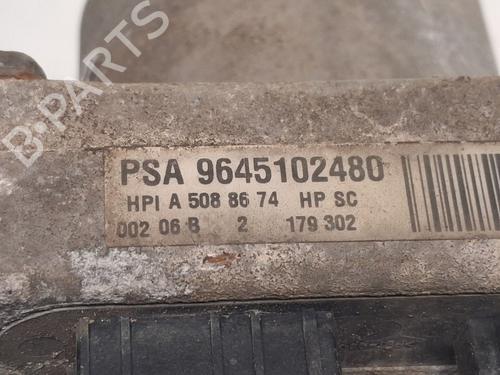 B-PARTS
PSA 9645102480
HPI A 508 86 74 HP SC
002 06 B 2 179 302